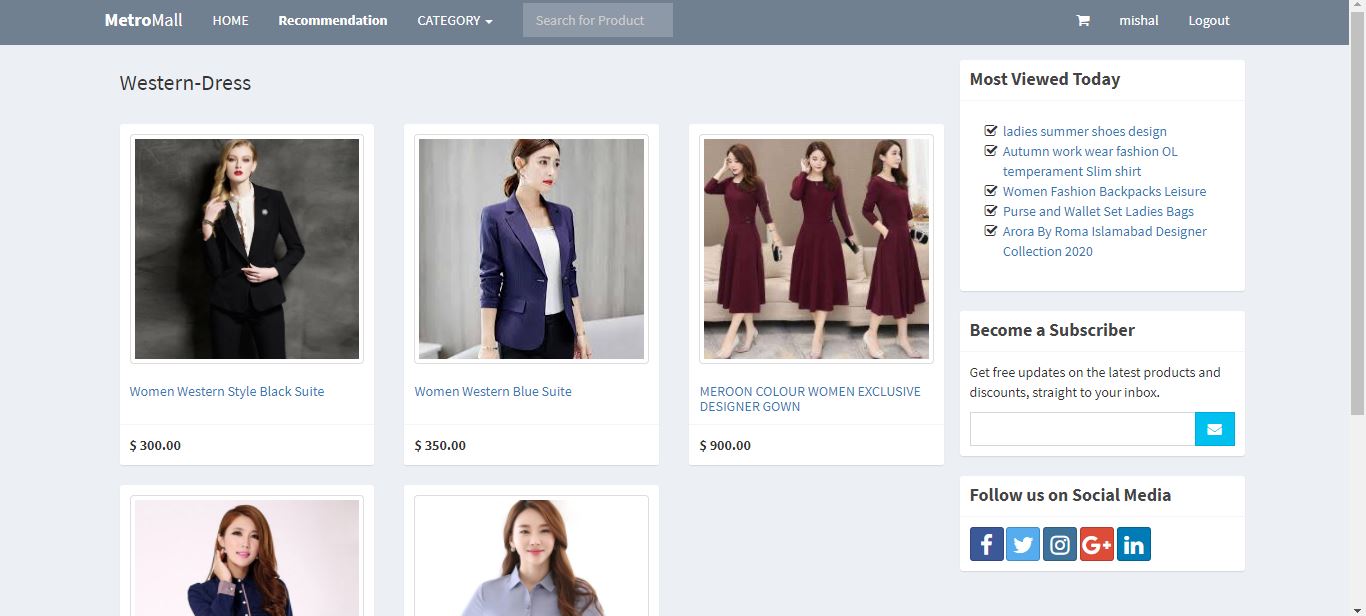 MetroMall HOME Recommendation CATEGORY Search for Product mishal Logout
Western-Dress
Women Western Style Black Suite
$ 300.00
Women Western Blue Suite
$ 350.00
MEROON COLOUR WOMEN EXCLUSIVE
DESIGNER GOWN
$ 900.00
Most Viewed Today
ladies summer shoes design
Autumn work wear fashion OL
temperament Slim shirt
Women Fashion Backpacks Leisure
Purse and Wallet Set Ladies Bags
Arora By Roma Islamabad Designer
Collection 2020
Become a Subscriber
Get free updates on the latest products and
discounts, straight to your inbox.
Follow us on Social Media